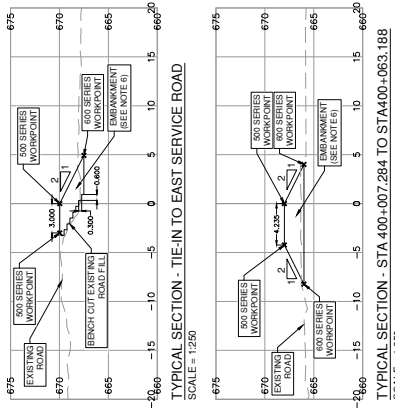 675
670
665
660
-20
-15
-10
-5
0
5
10
15
20
EXISTING
ROAD
500 SERIES
WORKPOINT
500 SERIES
WORKPOINT
600 SERIES
WORKPOINT
EMBANKMENT
(SEE NOTE 6)
BENCH CUT EXISTING
ROAD FILL
3.000
0.300
0.600
2
1
675
670
665
TYPICAL SECTION - TIE-IN TO EAST SERVICE ROAD
SCALE = 1:250
675
670
665
660
-20
-15
-10
-5
0
5
10
15
20
EXISTING
ROAD
600 SERIES
WORKPOINT
500 SERIES
WORKPOINT
500 SERIES
WORKPOINT
600 SERIES
WORKPOINT
EMBANKMENT
(SEE NOTE 6)
4.235
2
1
2
1
675
670
665
TYPICAL SECTION - STA 400+007.284 TO STA400+063.188